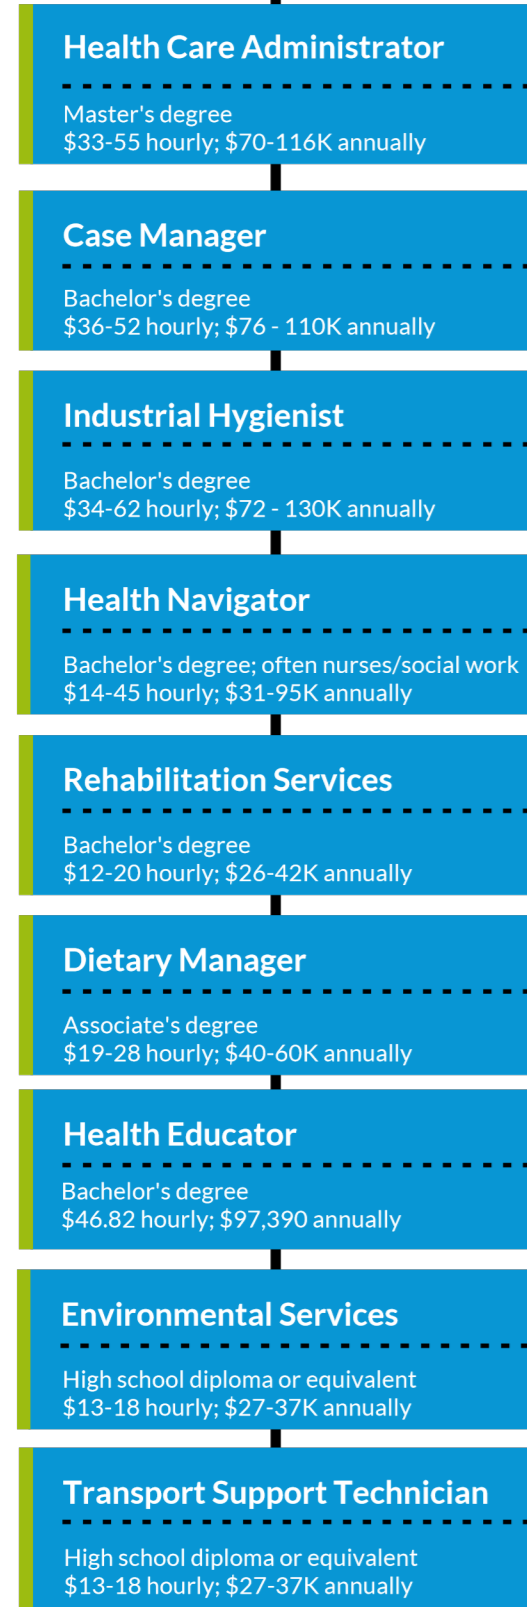 Health Care Administrator
Master's degree
$33-55 hourly; $70-116K annually
Case Manager
Bachelor's degree
$36-52 hourly; $76 - 110K annually
Industrial Hygienist
Bachelor's degree
$34-62 hourly; $72 - 130K annually
Health Navigator
Bachelor's degree; often nurses/social work
$14-45 hourly; $31-95K annually
Rehabilitation Services
Bachelor's degree
$12-20 hourly; $26-42K annually
Dietary Manager
Associate's degree
$19-28 hourly; $40-60K annually
Health Educator
Bachelor's degree
$46.82 hourly; $97,390 annually
Environmental Services
High school diploma or equivalent
$13-18 hourly; $27-37K annually
Transport Support Technician
High school diploma or equivalent
$13-18 hourly; $27-37K annually